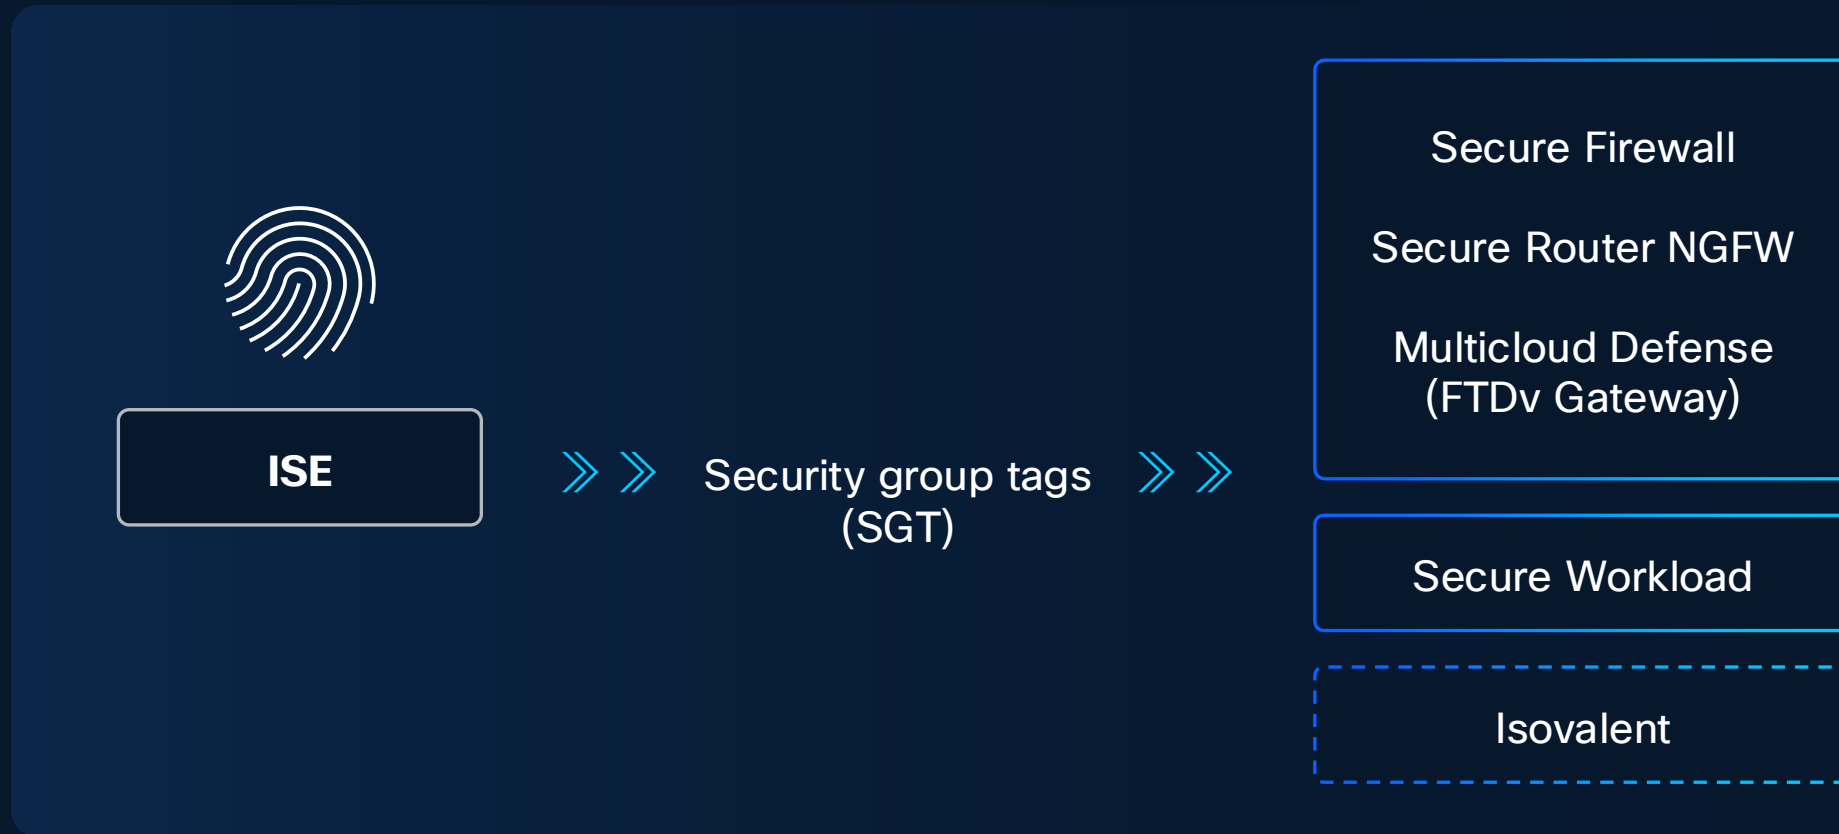 ISE
Security group tags
(SGT)
Secure Firewall
Secure Router NGFW
Multicloud Defense
(FTDv Gateway)
Secure Workload
Isovalent